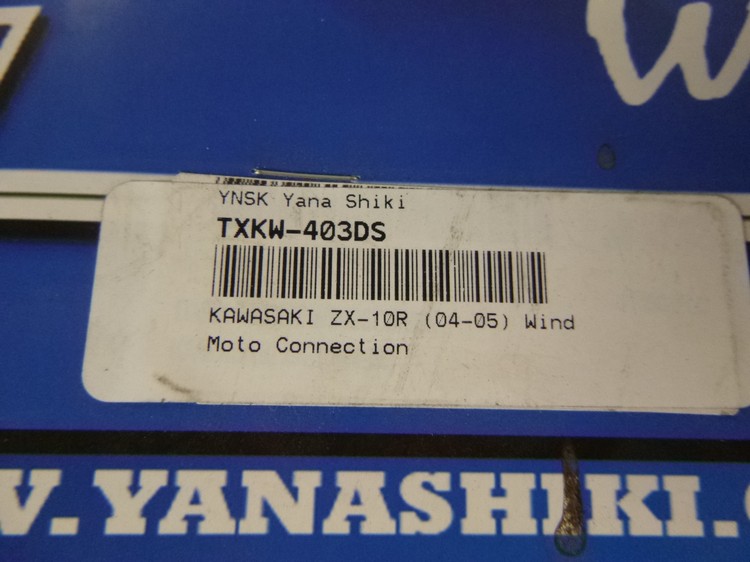 W
YNSK Yana Shiki
TXKW-403DS
KAWASAKI ZX-10R (04-05) Wind
Moto Connection
W.YANASHIKI.